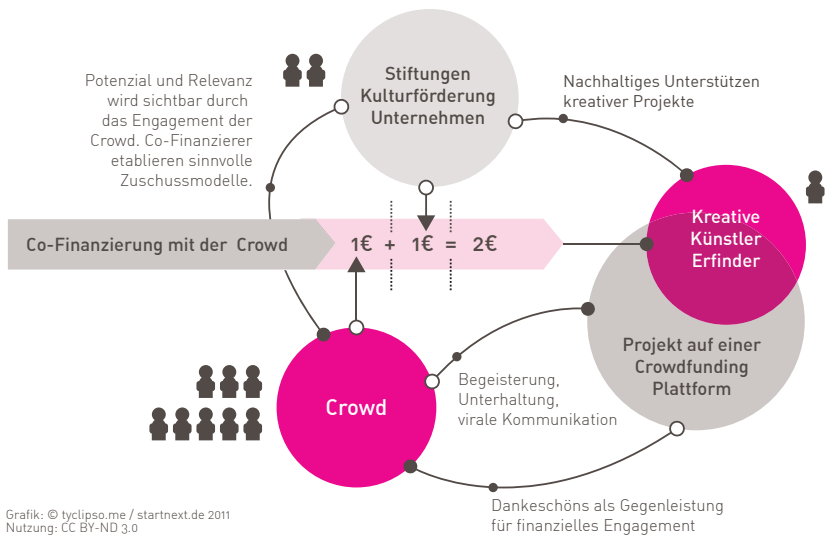 Potenzial und Relevanz
wird sichtbar durch
das Engagement der
Crowd. Co-Finanzierer
etablieren sinnvolle
Zuschussmodelle.
Stiftungen
Kulturförderung
Unternehmen
Nachhaltiges Unterstützen
kreativer Projekte
Kreative
Künstler
Erfinder
Co-Finanzierung mit der Crowd
1€ + 1€ = 2€
Projekt auf einer
Crowdfunding
Plattform
Crowd
Begeisterung,
Unterhaltung,
virale Kommunikation
Dankeschöns als Gegenleistung
für finanzielles Engagement
Grafik: © tyclipso.me / startnext.de 2011
Nutzung: CC BY-ND 3.0